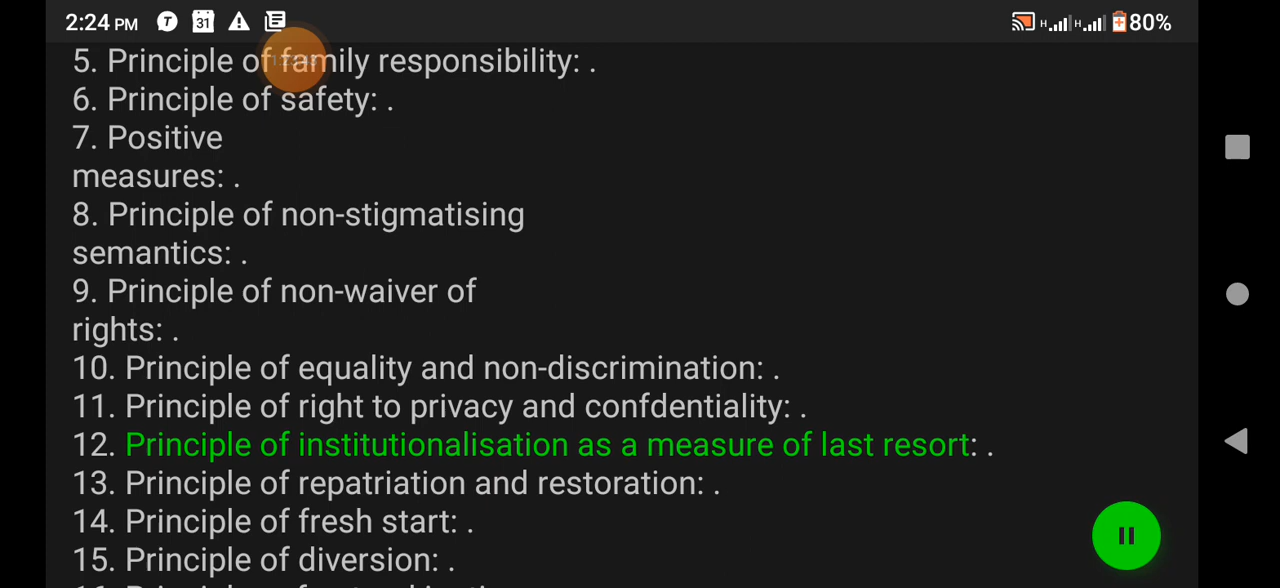 2:24 PM T 31 H H 80%
5. Principle of family responsibility: .
6. Principle of safety: .
7. Positive
measures: .
8. Principle of non-stigmatising
semantics: .
9. Principle of non-waiver of
rights: .
10. Principle of equality and non-discrimination: .
11. Principle of right to privacy and confdentiality: .
12. Principle of institutionalisation as a measure of last resort: .
13. Principle of repatriation and restoration: .
14. Principle of fresh start: .
15. Principle of diversion: .